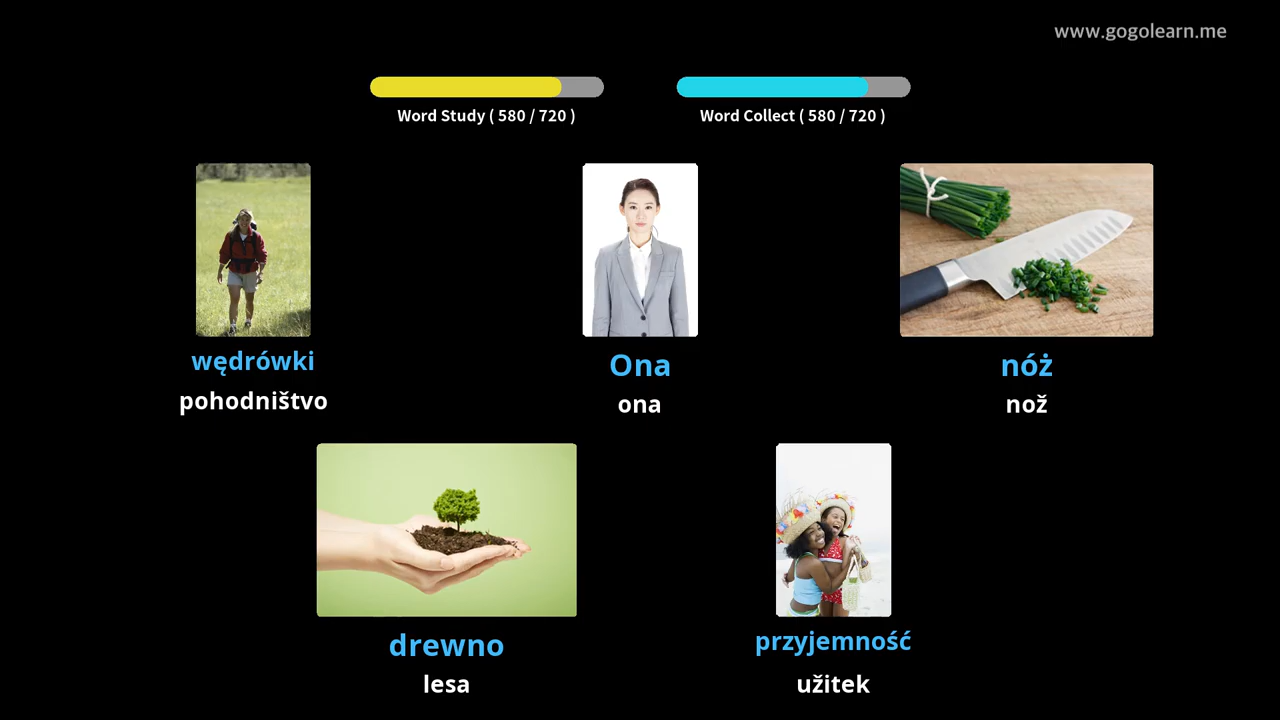 www.gogolearn.me
Word Study ( 580 / 720 )
Word Collect ( 580 / 720 )
wędrówki
pohodništvo
Ona
ona
nóż
nož
drewno
lesa
przyjemność
užitek